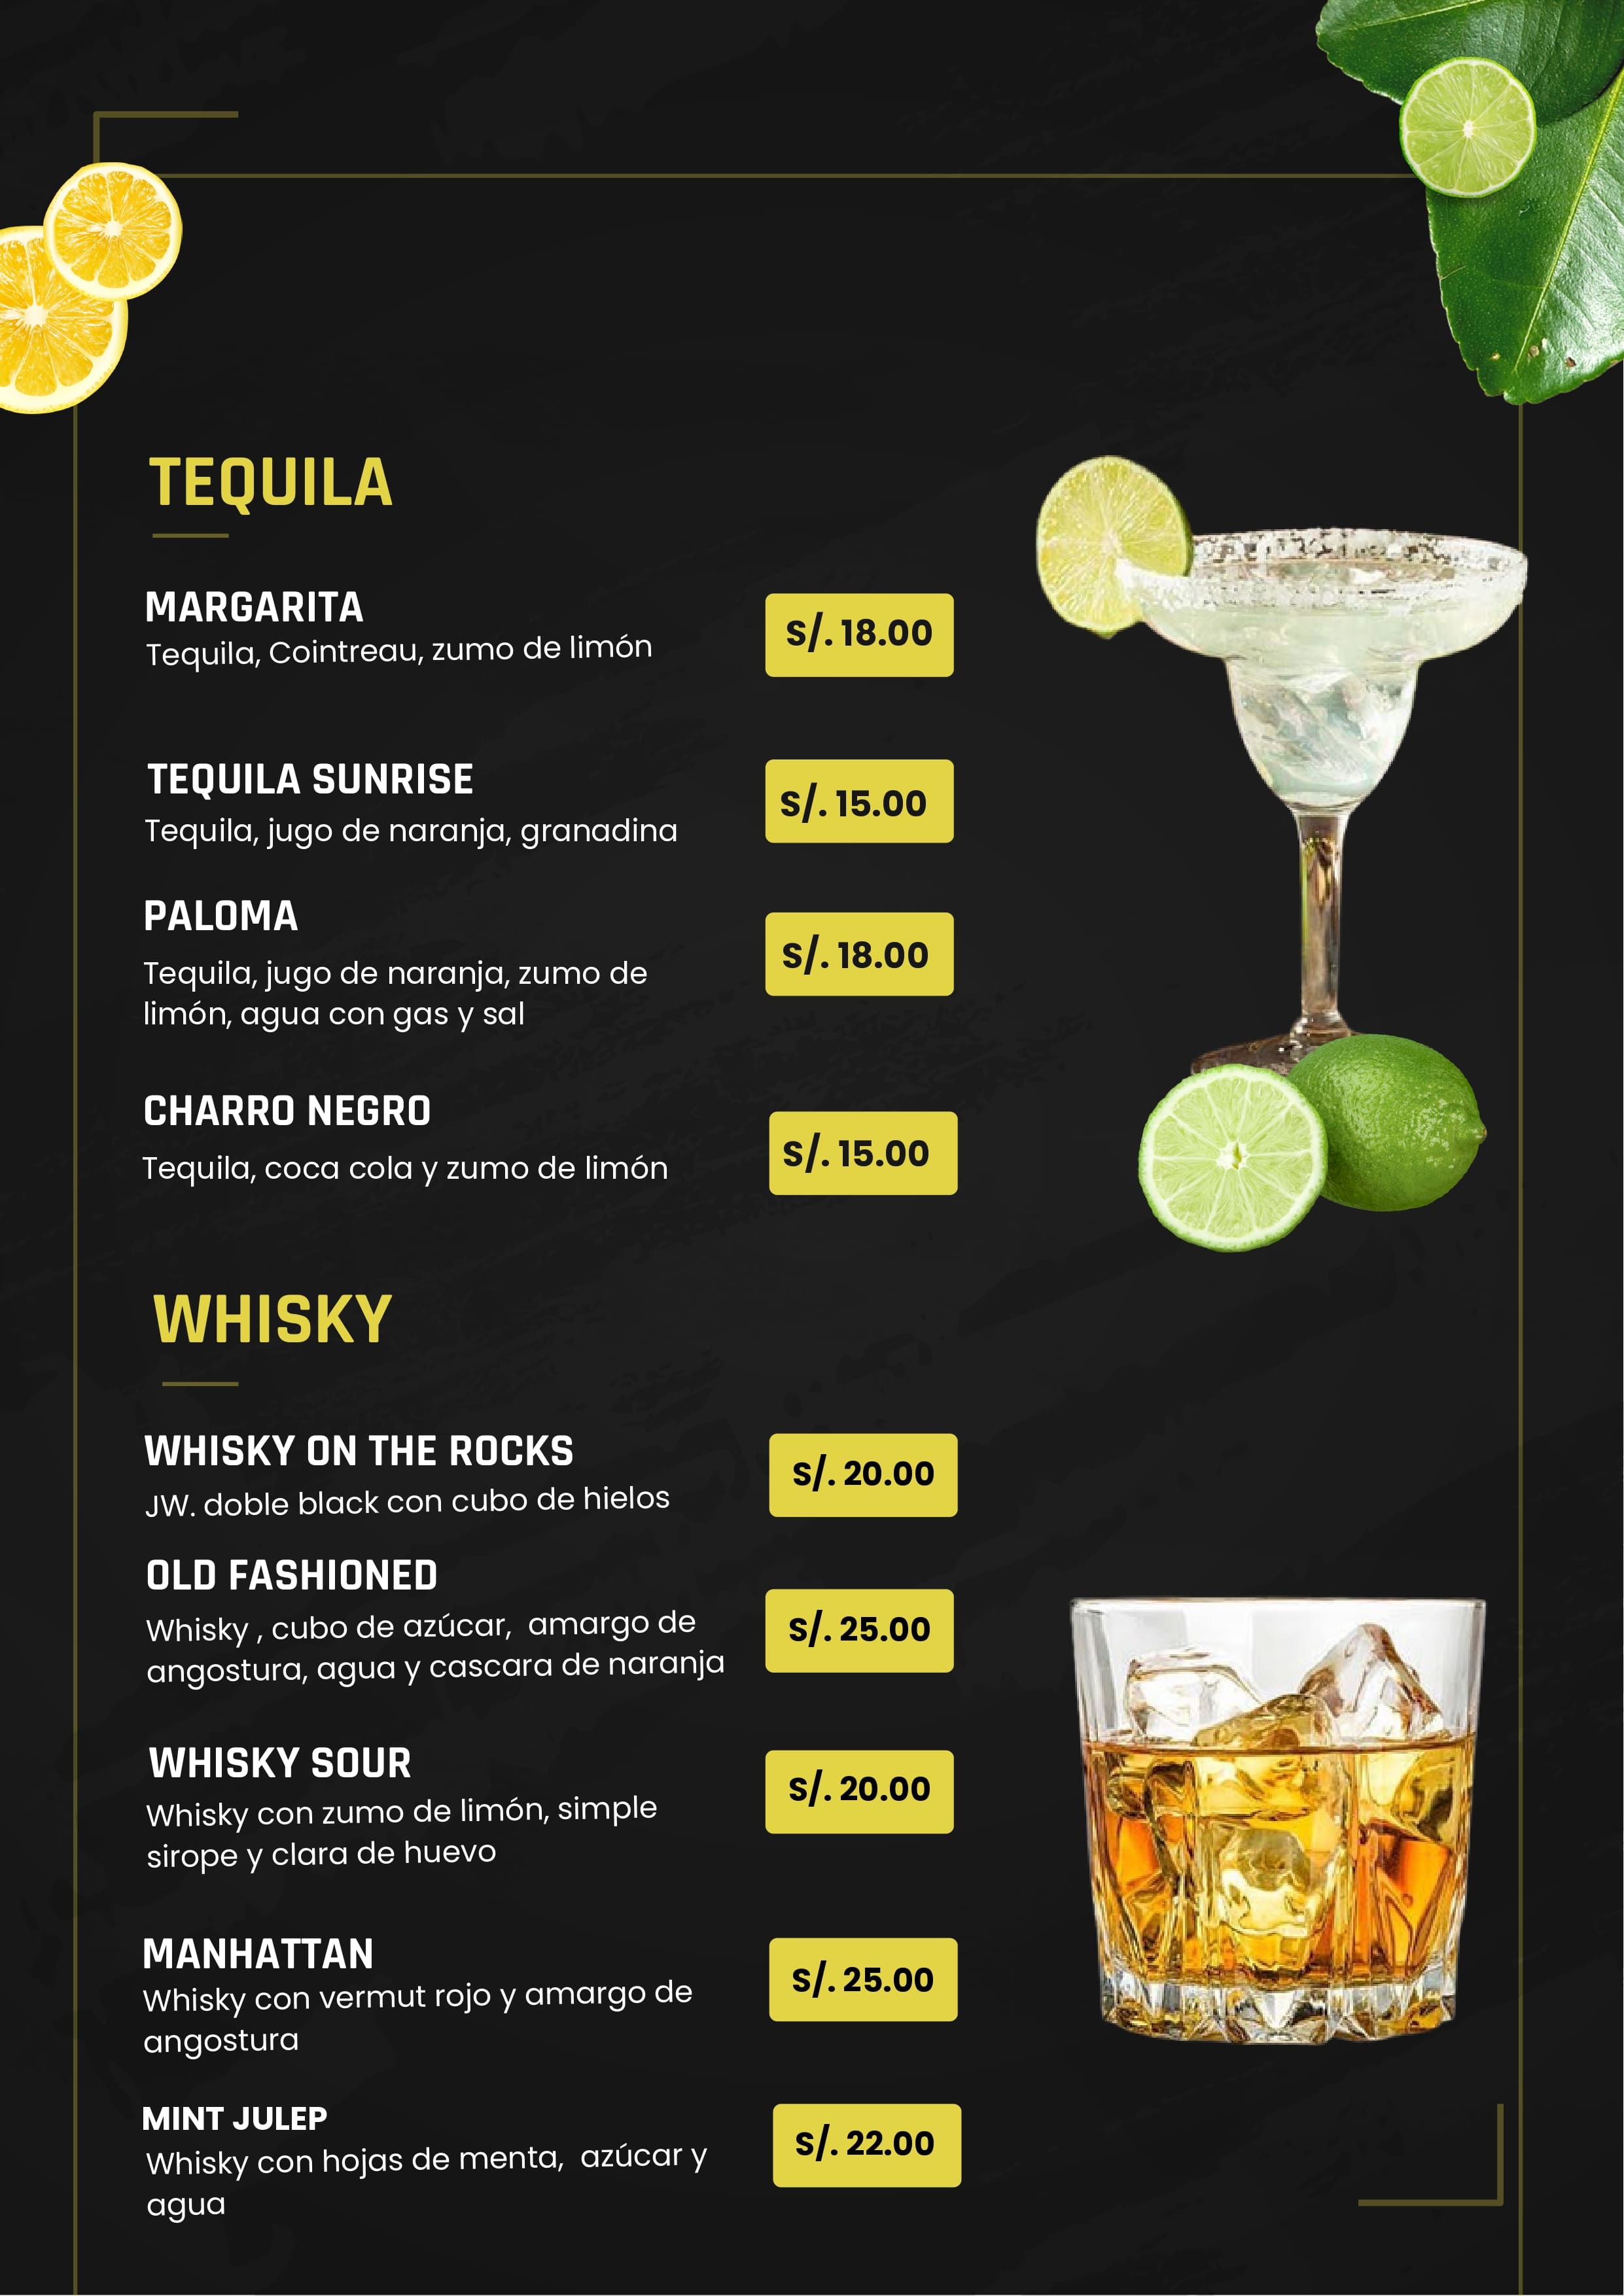 TEQUILA
MARGARITA
Tequila, Cointreau, zumo de limón
S/. 18.00
TEQUILA SUNRISE
Tequila, jugo de naranja, granadina
S/. 15.00
PALOMA
Tequila, jugo de naranja, zumo de
limón, agua con gas y sal
S/. 18.00
CHARRO NEGRO
Tequila, coca cola y zumo de limón
S/. 15.00
WHISKY
WHISKY ON THE ROCKS
JW. doble black con cubo de hielos
S/. 20.00
OLD FASHIONED
Whisky , cubo de azúcar,  amargo de
angostura, agua y cascara de naranja
S/. 25.00
WHISKY SOUR
Whisky con zumo de limón, simple
sirope y clara de huevo
S/. 20.00
MANHATTAN
Whisky con vermut rojo y amargo de
angostura
S/. 25.00
MINT JULEP
Whisky con hojas de menta,  azúcar y
agua
S/. 22.00